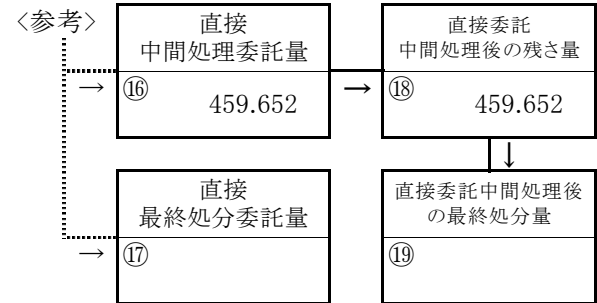 〈参考〉
直接
中間処理委託量
→
⑯
459.652
→
直接委託
中間処理後の残さ量
⑱
459.652
↓
直接
最終処分委託量
→
⑰
直接委託中間処理後
の最終処分量
⑲